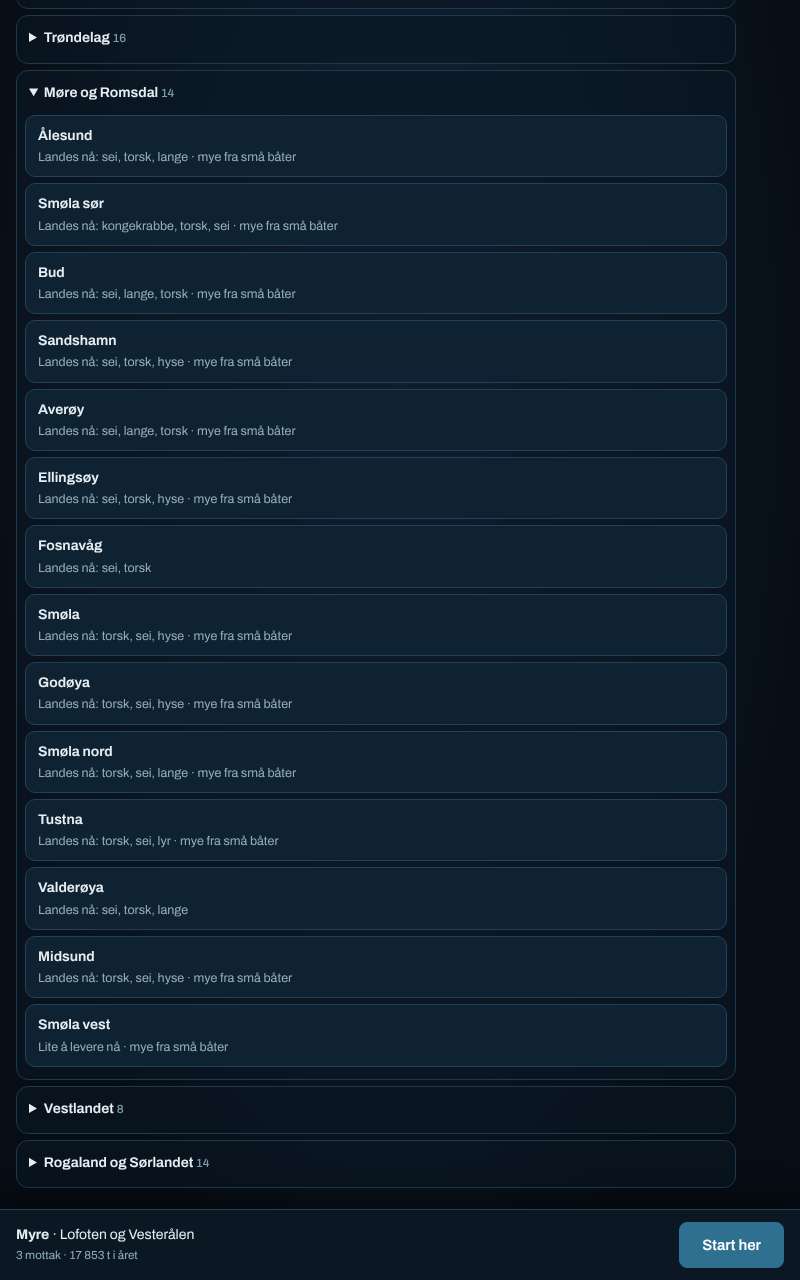 ▶ Trøndelag 16
▼ Møre og Romsdal 14
Ålesund
Landes nå: sei, torsk, lange · mye fra små båter
Smøla sør
Landes nå: kongekrabbe, torsk, sei · mye fra små båter
Bud
Landes nå: sei, lange, torsk · mye fra små båter
Sandshamn
Landes nå: sei, torsk, hyse · mye fra små båter
Averøy
Landes nå: sei, lange, torsk · mye fra små båter
Ellingsøy
Landes nå: sei, torsk, hyse · mye fra små båter
Fosnavåg
Landes nå: sei, torsk
Smøla
Landes nå: torsk, sei, hyse · mye fra små båter
Godøya
Landes nå: torsk, sei, hyse · mye fra små båter
Smøla nord
Landes nå: torsk, sei, lange · mye fra små båter
Tustna
Landes nå: torsk, sei, lyr · mye fra små båter
Valderøya
Landes nå: sei, torsk, lange
Midsund
Landes nå: torsk, sei, hyse · mye fra små båter
Smøla vest
Lite å levere nå · mye fra små båter
▶ Vestlandet 8
▶ Rogaland og Sørlandet 14
Myre · Lofoten og Vesterålen
3 mottak · 17 853 t i året
Start her